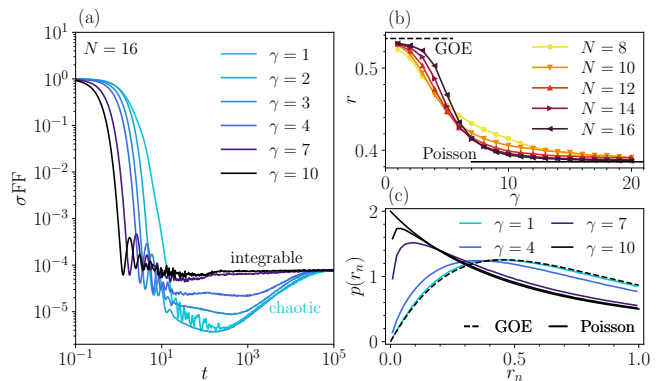 (a)
N = 16
γ = 1
γ = 2
γ = 3
γ = 4
γ = 7
γ = 10
integrable
chaotic
σFF
10^1
10^0
10^{-1}
10^{-2}
10^{-3}
10^{-4}
10^{-5}
10^{-1}
10^1
10^3
10^5
t
(b)
GOE
Poisson
N = 8
N = 10
N = 12
N = 14
N = 16
r
0.5
0.4
0
10
20
γ
(c)
γ = 1
γ = 4
γ = 7
γ = 10
GOE
Poisson
p(r_n)
2
1
0
0.0
0.5
1.0
r_n